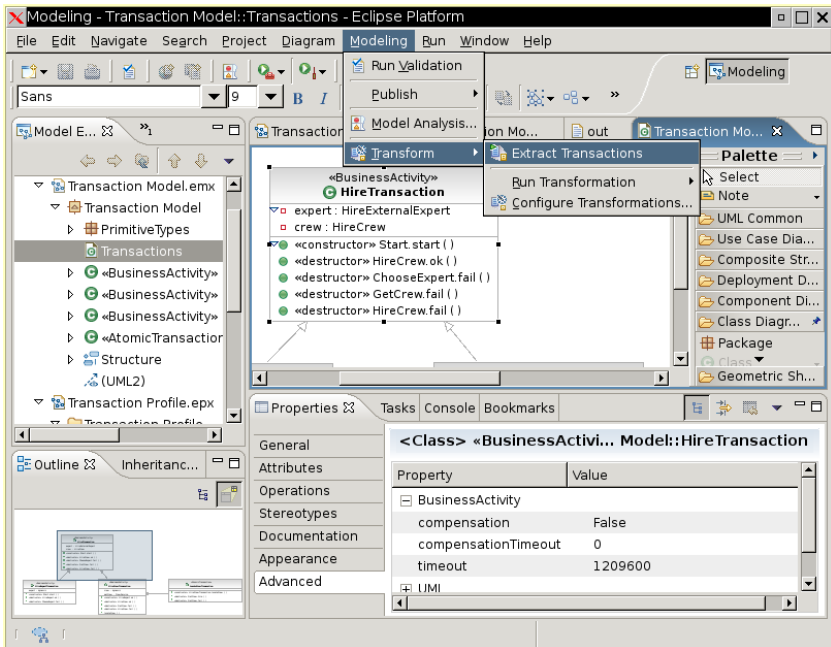 Modeling - Transaction Model::Transactions - Eclipse Platform
File Edit Navigate Search Project Diagram Modeling Run Window Help
Run Validation
Publish
Model Analysis...
Transform
Extract Transactions
Run Transformation
Configure Transformations...
Modeling
Sans 9 B I »
Model E... »1
Transaction Model.emx
Transaction Model
PrimitiveTypes
Transactions
«BusinessActivity»
«BusinessActivity»
«BusinessActivity»
«AtomicTransaction
Structure
(UML2)
Transaction Profile.epx
Transaction Profile
Transaction ion Mo... out Transaction Mo...
«BusinessActivity»
HireTransaction
expert : HireExternalExpert
crew : HireCrew
«constructor» Start.start ( )
«destructor» HireCrew.ok ( )
«destructor» ChooseExpert.fail ( )
«destructor» GetCrew.fail ( )
«destructor» HireCrew.fail ( )
Palette
Select
Note
UML Common
Use Case Dia...
Composite Str...
Deployment D...
Component Di...
Class Diagr...
Package
Class
Geometric Sh...
Outline Inheritanc...
Properties Tasks Console Bookmarks
General
Attributes
Operations
Stereotypes
Documentation
Appearance
Advanced
<Class> «BusinessActivi... Model::HireTransaction
Property Value
BusinessActivity
compensation False
compensationTimeout 0
timeout 1209600
UML